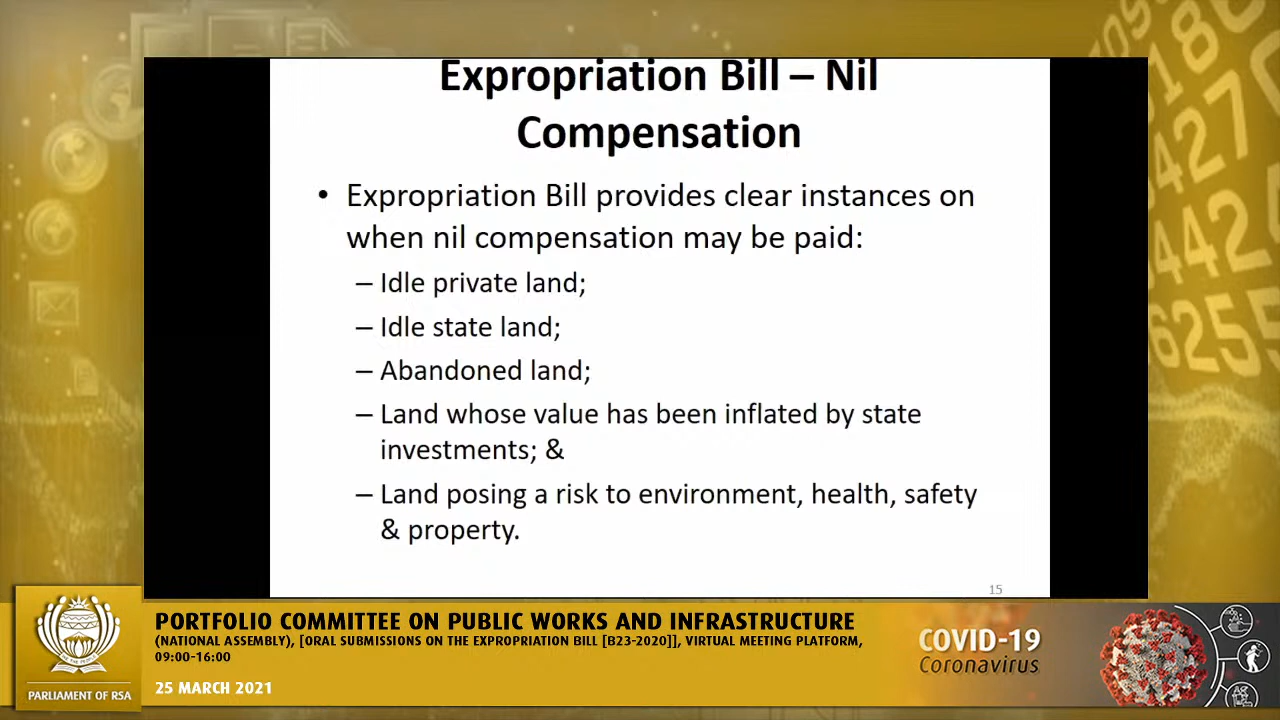 Expropriation Bill – Nil
Compensation
• Expropriation Bill provides clear instances on
when nil compensation may be paid:
– Idle private land;
– Idle state land;
– Abandoned land;
– Land whose value has been inflated by state
investments; &
– Land posing a risk to environment, health, safety
& property.
15
PORTFOLIO COMMITTEE ON PUBLIC WORKS AND INFRASTRUCTURE
(NATIONAL ASSEMBLY), [ORAL SUBMISSIONS ON THE EXPROPRIATION BILL [B23-2020]], VIRTUAL MEETING PLATFORM,
09:00-16:00
25 MARCH 2021
PARLIAMENT OF RSA
COVID-19
Coronavirus